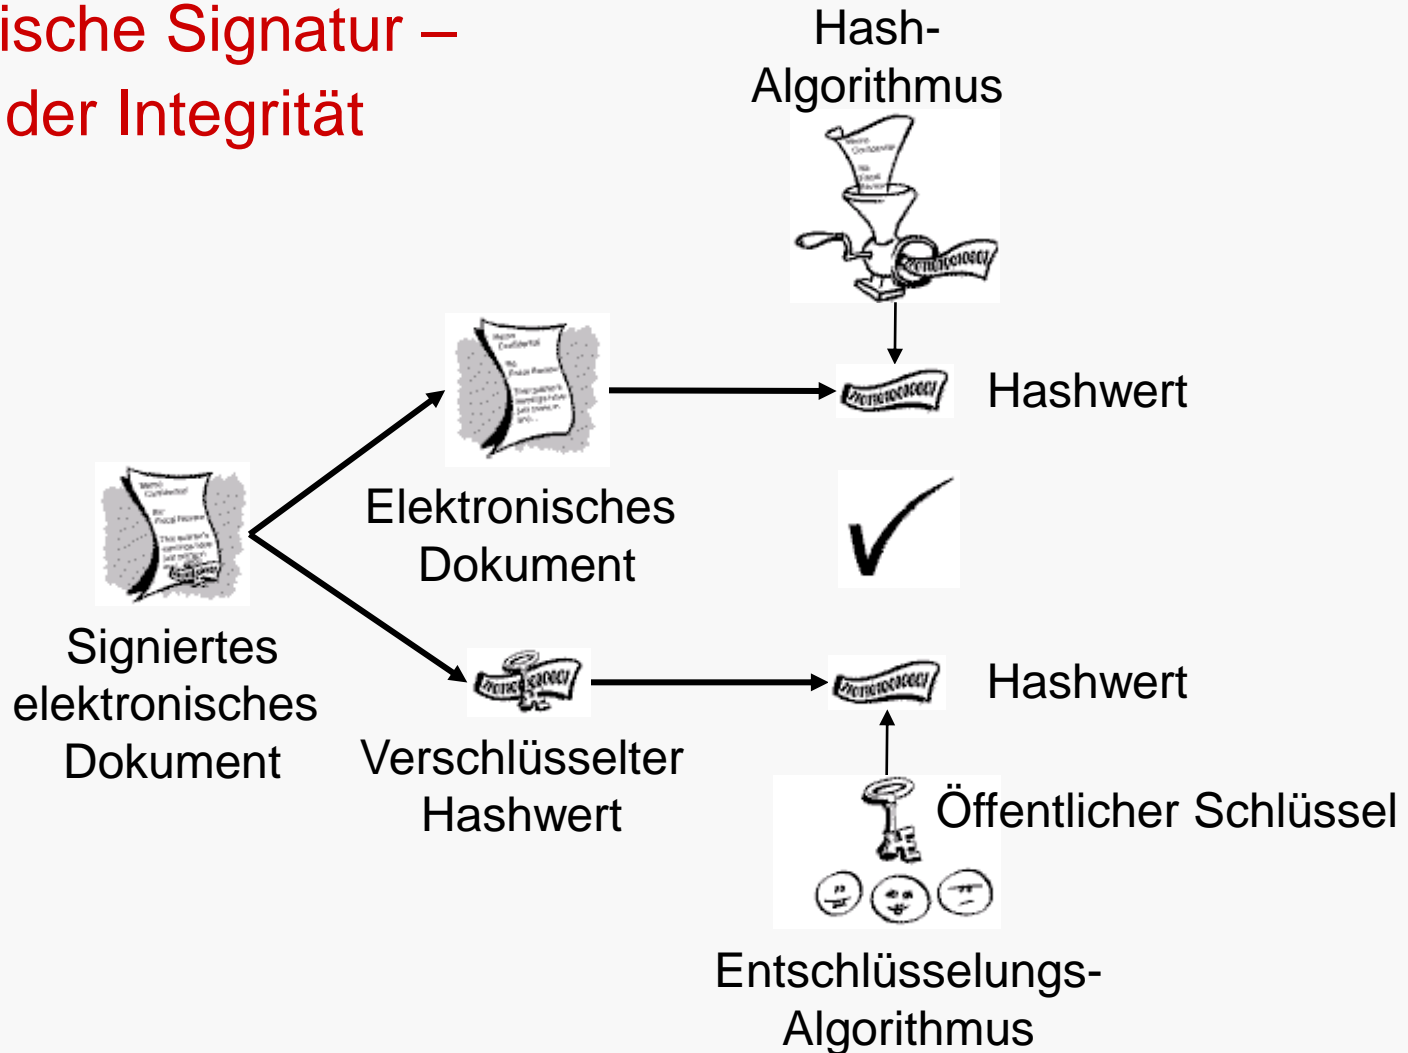 ische Signatur –
der Integrität
Hash-
Algorithmus
Hashwert
Elektronisches
Dokument
Signiertes
elektronisches
Dokument
Verschlüsselter
Hashwert
Hashwert
Öffentlicher Schlüssel
Entschlüsselungs-
Algorithmus